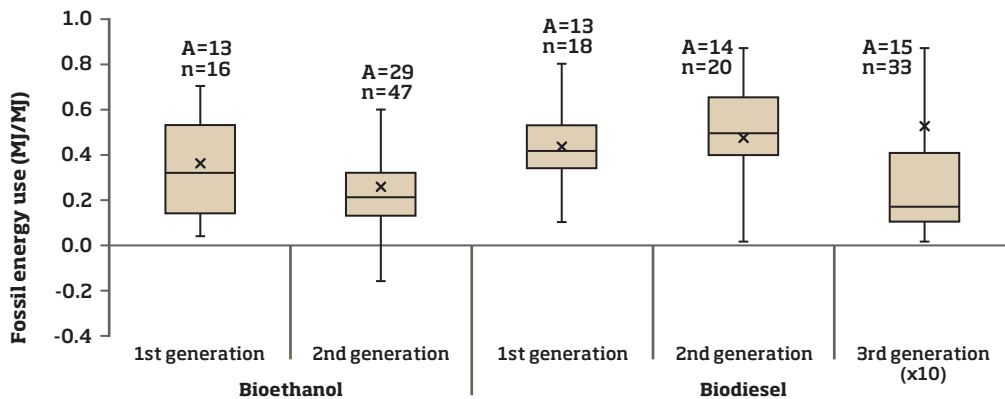 Fossil energy use (MJ/MJ)
1.0
0.8
0.6
0.4
0.2
0.0
-0.2
-0.4
A=13
n=16
A=29
n=47
A=13
n=18
A=14
n=20
A=15
n=33
1st generation
2nd generation
1st generation
2nd generation
3rd generation
(x10)
Bioethanol
Biodiesel